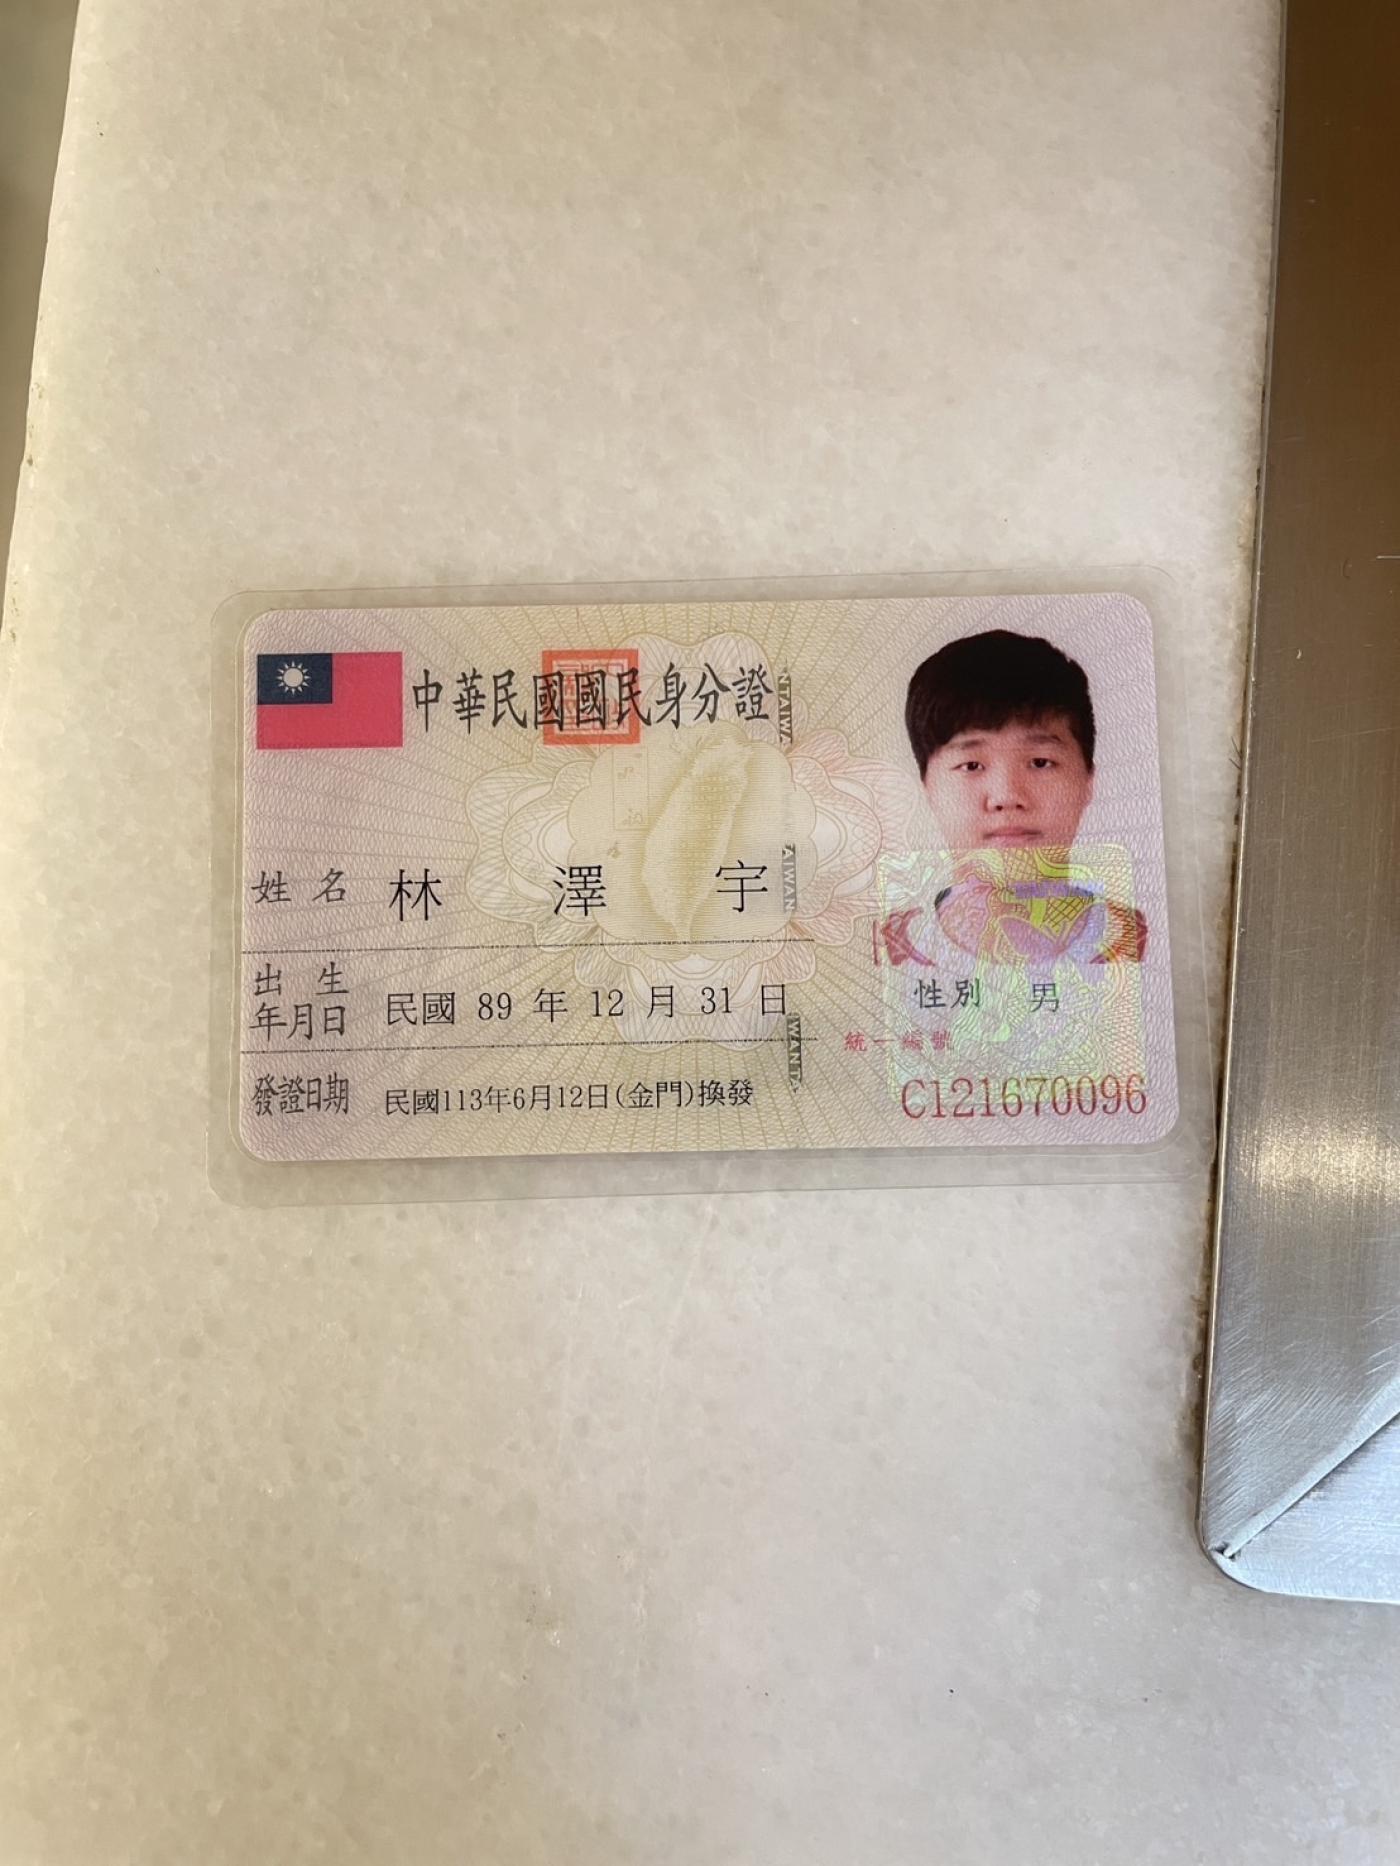 中華民國國民身分證
姓名 林澤宇
出生年月日 民國 89 年 12 月 31 日
性別 男
統一編號
發證日期 民國113年6月12日(金門)換發
C121670096
TAIWAN